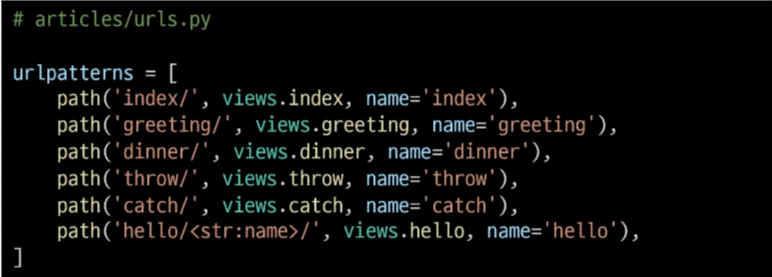 # articles/urls.py
urlpatterns = [
    path('index/', views.index, name='index'),
    path('greeting/', views.greeting, name='greeting'),
    path('dinner/', views.dinner, name='dinner'),
    path('throw/', views.throw, name='throw'),
    path('catch/', views.catch, name='catch'),
    path('hello/<str:name>/', views.hello, name='hello'),
]